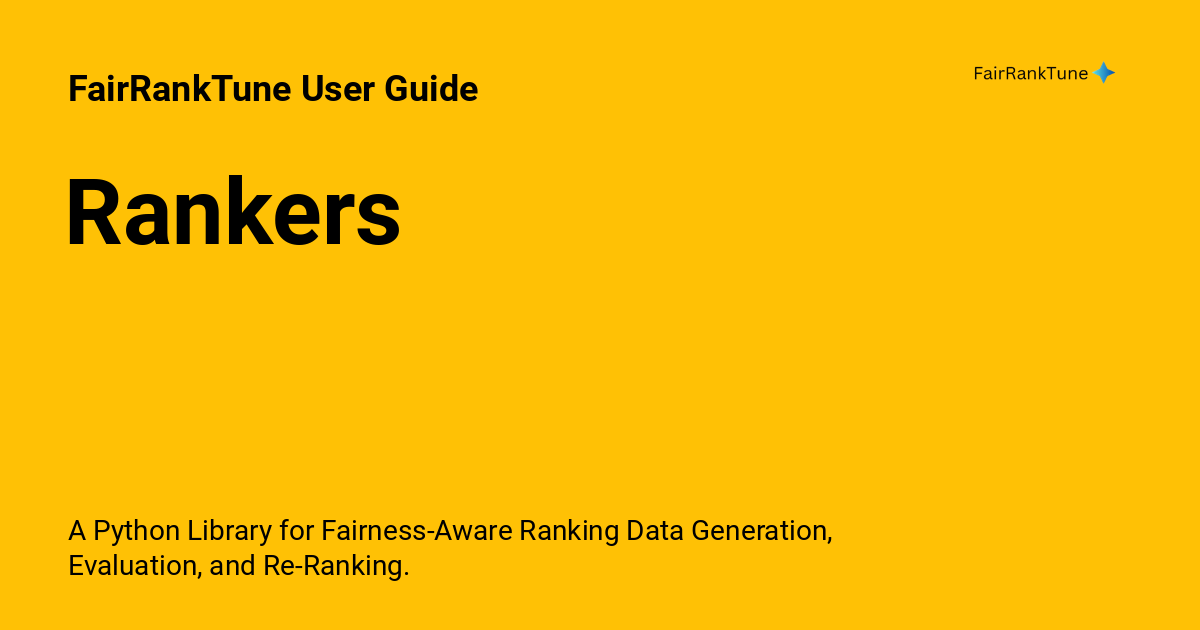 FairRankTune User Guide
FairRankTune
Rankers
A Python Library for Fairness-Aware Ranking Data Generation,
Evaluation, and Re-Ranking.